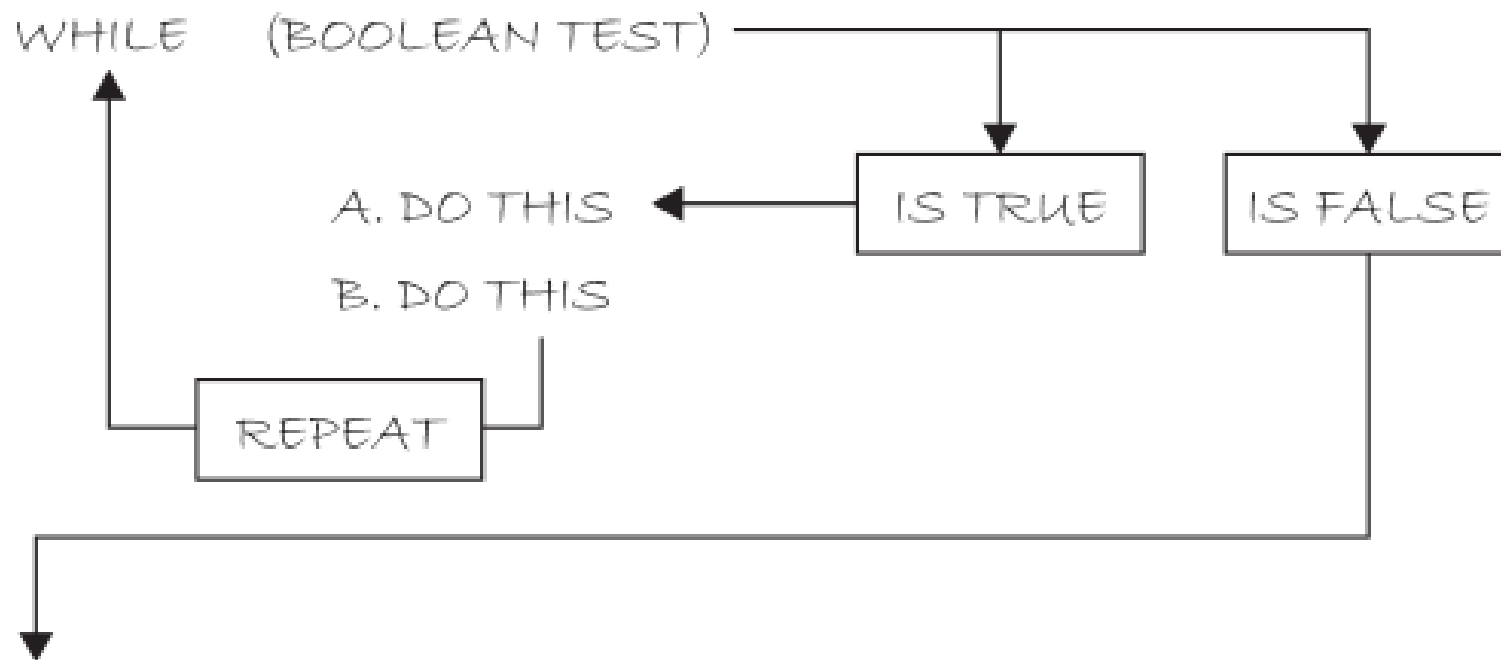 WHILE (BOOLEAN TEST)
A. DO THIS
IS TRUE
IS FALSE
B. DO THIS
REPEAT